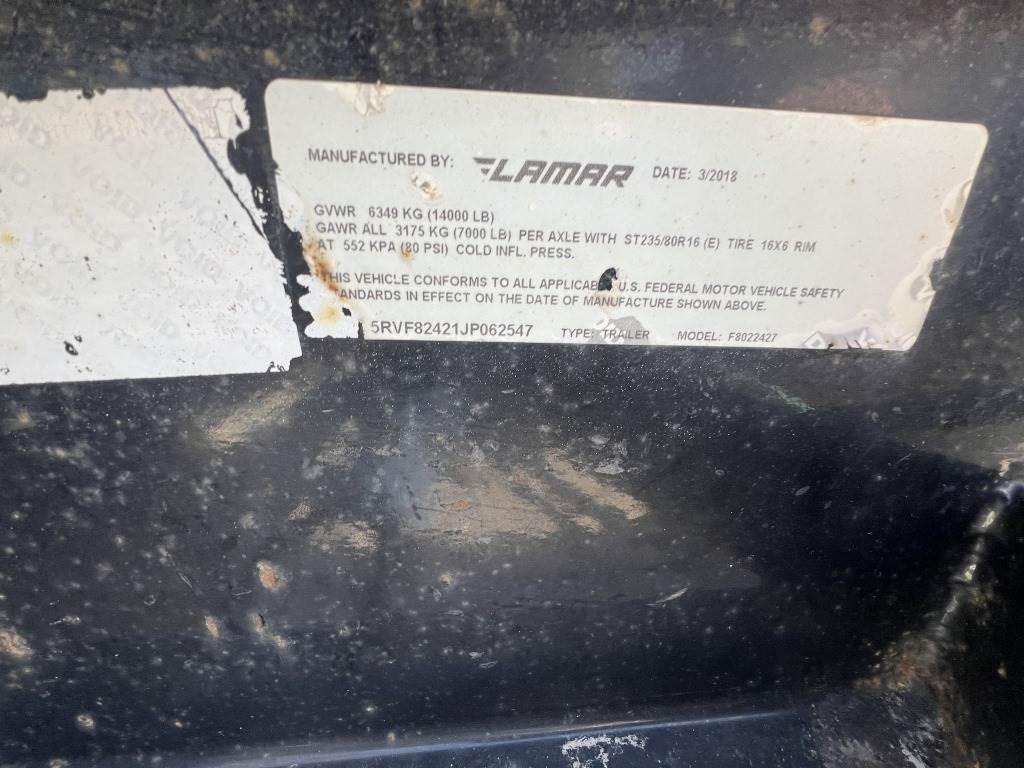 MANUFACTURED BY: LAMAR DATE: 3/2018
GVWR 6349 KG (14000 LB)
GAWR ALL 3175 KG (7000 LB) PER AXLE WITH ST235/80R16 (E) TIRE 16X6 RIM
AT 552 KPA (80 PSI) COLD INFL. PRESS.
THIS VEHICLE CONFORMS TO ALL U.S. FEDERAL MOTOR VEHICLE SAFETY
STANDARDS IN EFFECT ON THE DATE OF MANUFACTURE SHOWN ABOVE.
5RVF82421JP062547 TYPE: TRAILER MODEL: F8022427
VOID